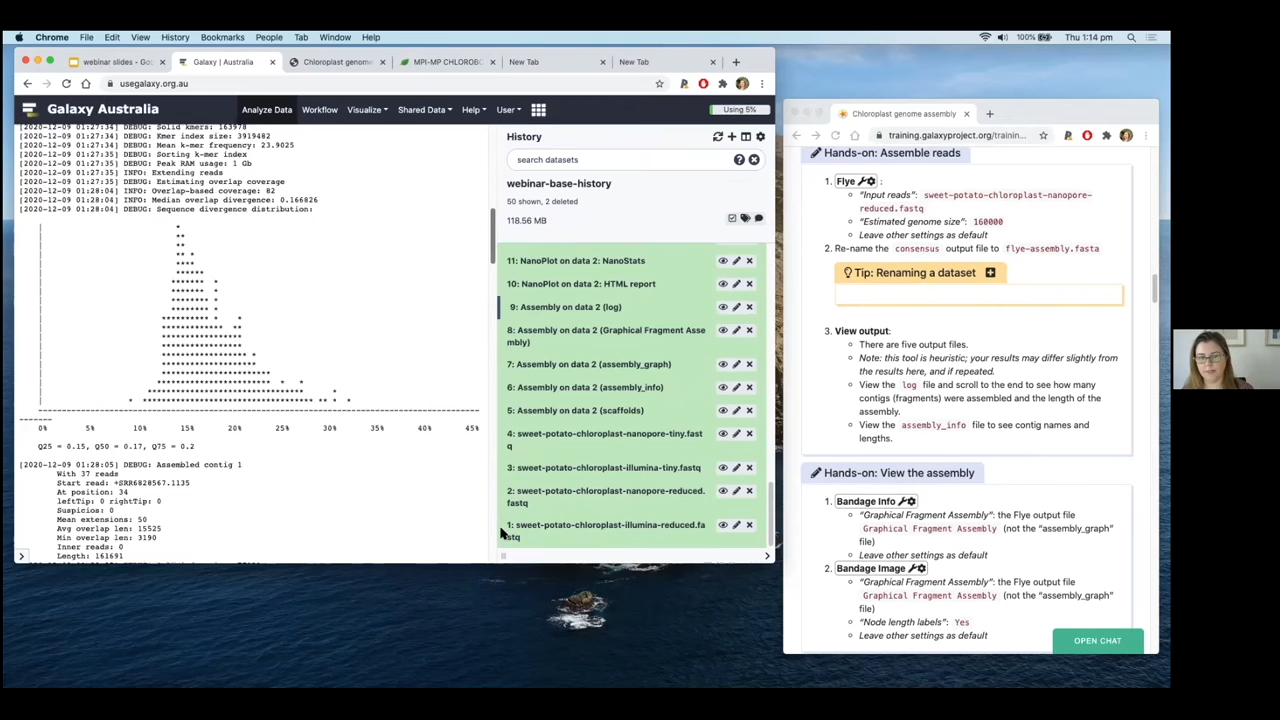 Chrome File Edit View History Bookmarks People Tab Window Help 100% Thu 1:14 pm
webinar slides - Go Galaxy | Australia Chloroplast genome MPI-MP CHLOROBO New Tab New Tab
usegalaxy.org.au
Galaxy Australia Analyze Data Workflow Visualize Shared Data Help User Using 5%
[2020-12-09 01:27:34] DEBUG: Solid kmers: 163978
[2020-12-09 01:27:34] DEBUG: Kmer index size: 3919482
[2020-12-09 01:27:34] DEBUG: Mean k-mer frequency: 23.9025
[2020-12-09 01:27:35] DEBUG: Sorting k-mer index
[2020-12-09 01:27:35] DEBUG: Peak RAM usage: 1 Gb
[2020-12-09 01:27:35] INFO: Extending reads
[2020-12-09 01:27:35] DEBUG: Estimating overlap coverage
[2020-12-09 01:28:04] INFO: Overlap-based coverage: 82
[2020-12-09 01:28:04] INFO: Median overlap divergence: 0.166826
[2020-12-09 01:28:04] DEBUG: Sequence divergence distribution:
0% 5% 10% 15% 20% 25% 30% 35% 40% 45%
Q25 = 0.15, Q50 = 0.17, Q75 = 0.2
[2020-12-09 01:28:05] DEBUG: Assembled contig 1
With 37 reads
Start read: +SRR6828567.1135
At position: 34
leftTip: 0 rightTip: 0
Suspicios: 0
Mean extensions: 50
Avg overlap len: 15525
Min overlap len: 3190
Inner reads: 0
Length: 161691
History
search datasets
webinar-base-history
50 shown, 2 deleted
118.56 MB
11: NanoPlot on data 2: NanoStats
10: NanoPlot on data 2: HTML report
9: Assembly on data 2 (log)
8: Assembly on data 2 (Graphical Fragment Asse
mbly)
7: Assembly on data 2 (assembly_graph)
6: Assembly on data 2 (assembly_info)
5: Assembly on data 2 (scaffolds)
4: sweet-potato-chloroplast-nanopore-tiny.fast
q
3: sweet-potato-chloroplast-illumina-tiny.fastq
2: sweet-potato-chloroplast-nanopore-reduced.
fastq
1: sweet-potato-chloroplast-illumina-reduced.fa
stq
Chloroplast genome assembly
training.galaxyproject.org/trainin...
Hands-on: Assemble reads
1. Flye :
"Input reads": sweet-potato-chloroplast-nanopore-
reduced.fastq
"Estimated genome size": 160000
Leave other settings as default
2. Re-name the consensus output file to flye-assembly.fasta
Tip: Renaming a dataset
3. View output:
There are five output files.
Note: this tool is heuristic; your results may differ slightly from
the results here, and if repeated.
View the log file and scroll to the end to see how many
contigs (fragments) were assembled and the length of the
assembly.
View the assembly_info file to see contig names and
lengths.
Hands-on: View the assembly
1. Bandage Info
"Graphical Fragment Assembly": the Flye output file
Graphical Fragment Assembly (not the "assembly_graph"
file)
Leave other settings as default
2. Bandage Image
"Graphical Fragment Assembly": the Flye output file
Graphical Fragment Assembly (not the "assembly_graph"
file)
"Node length labels": Yes
Leave other settings as default
OPEN CHAT